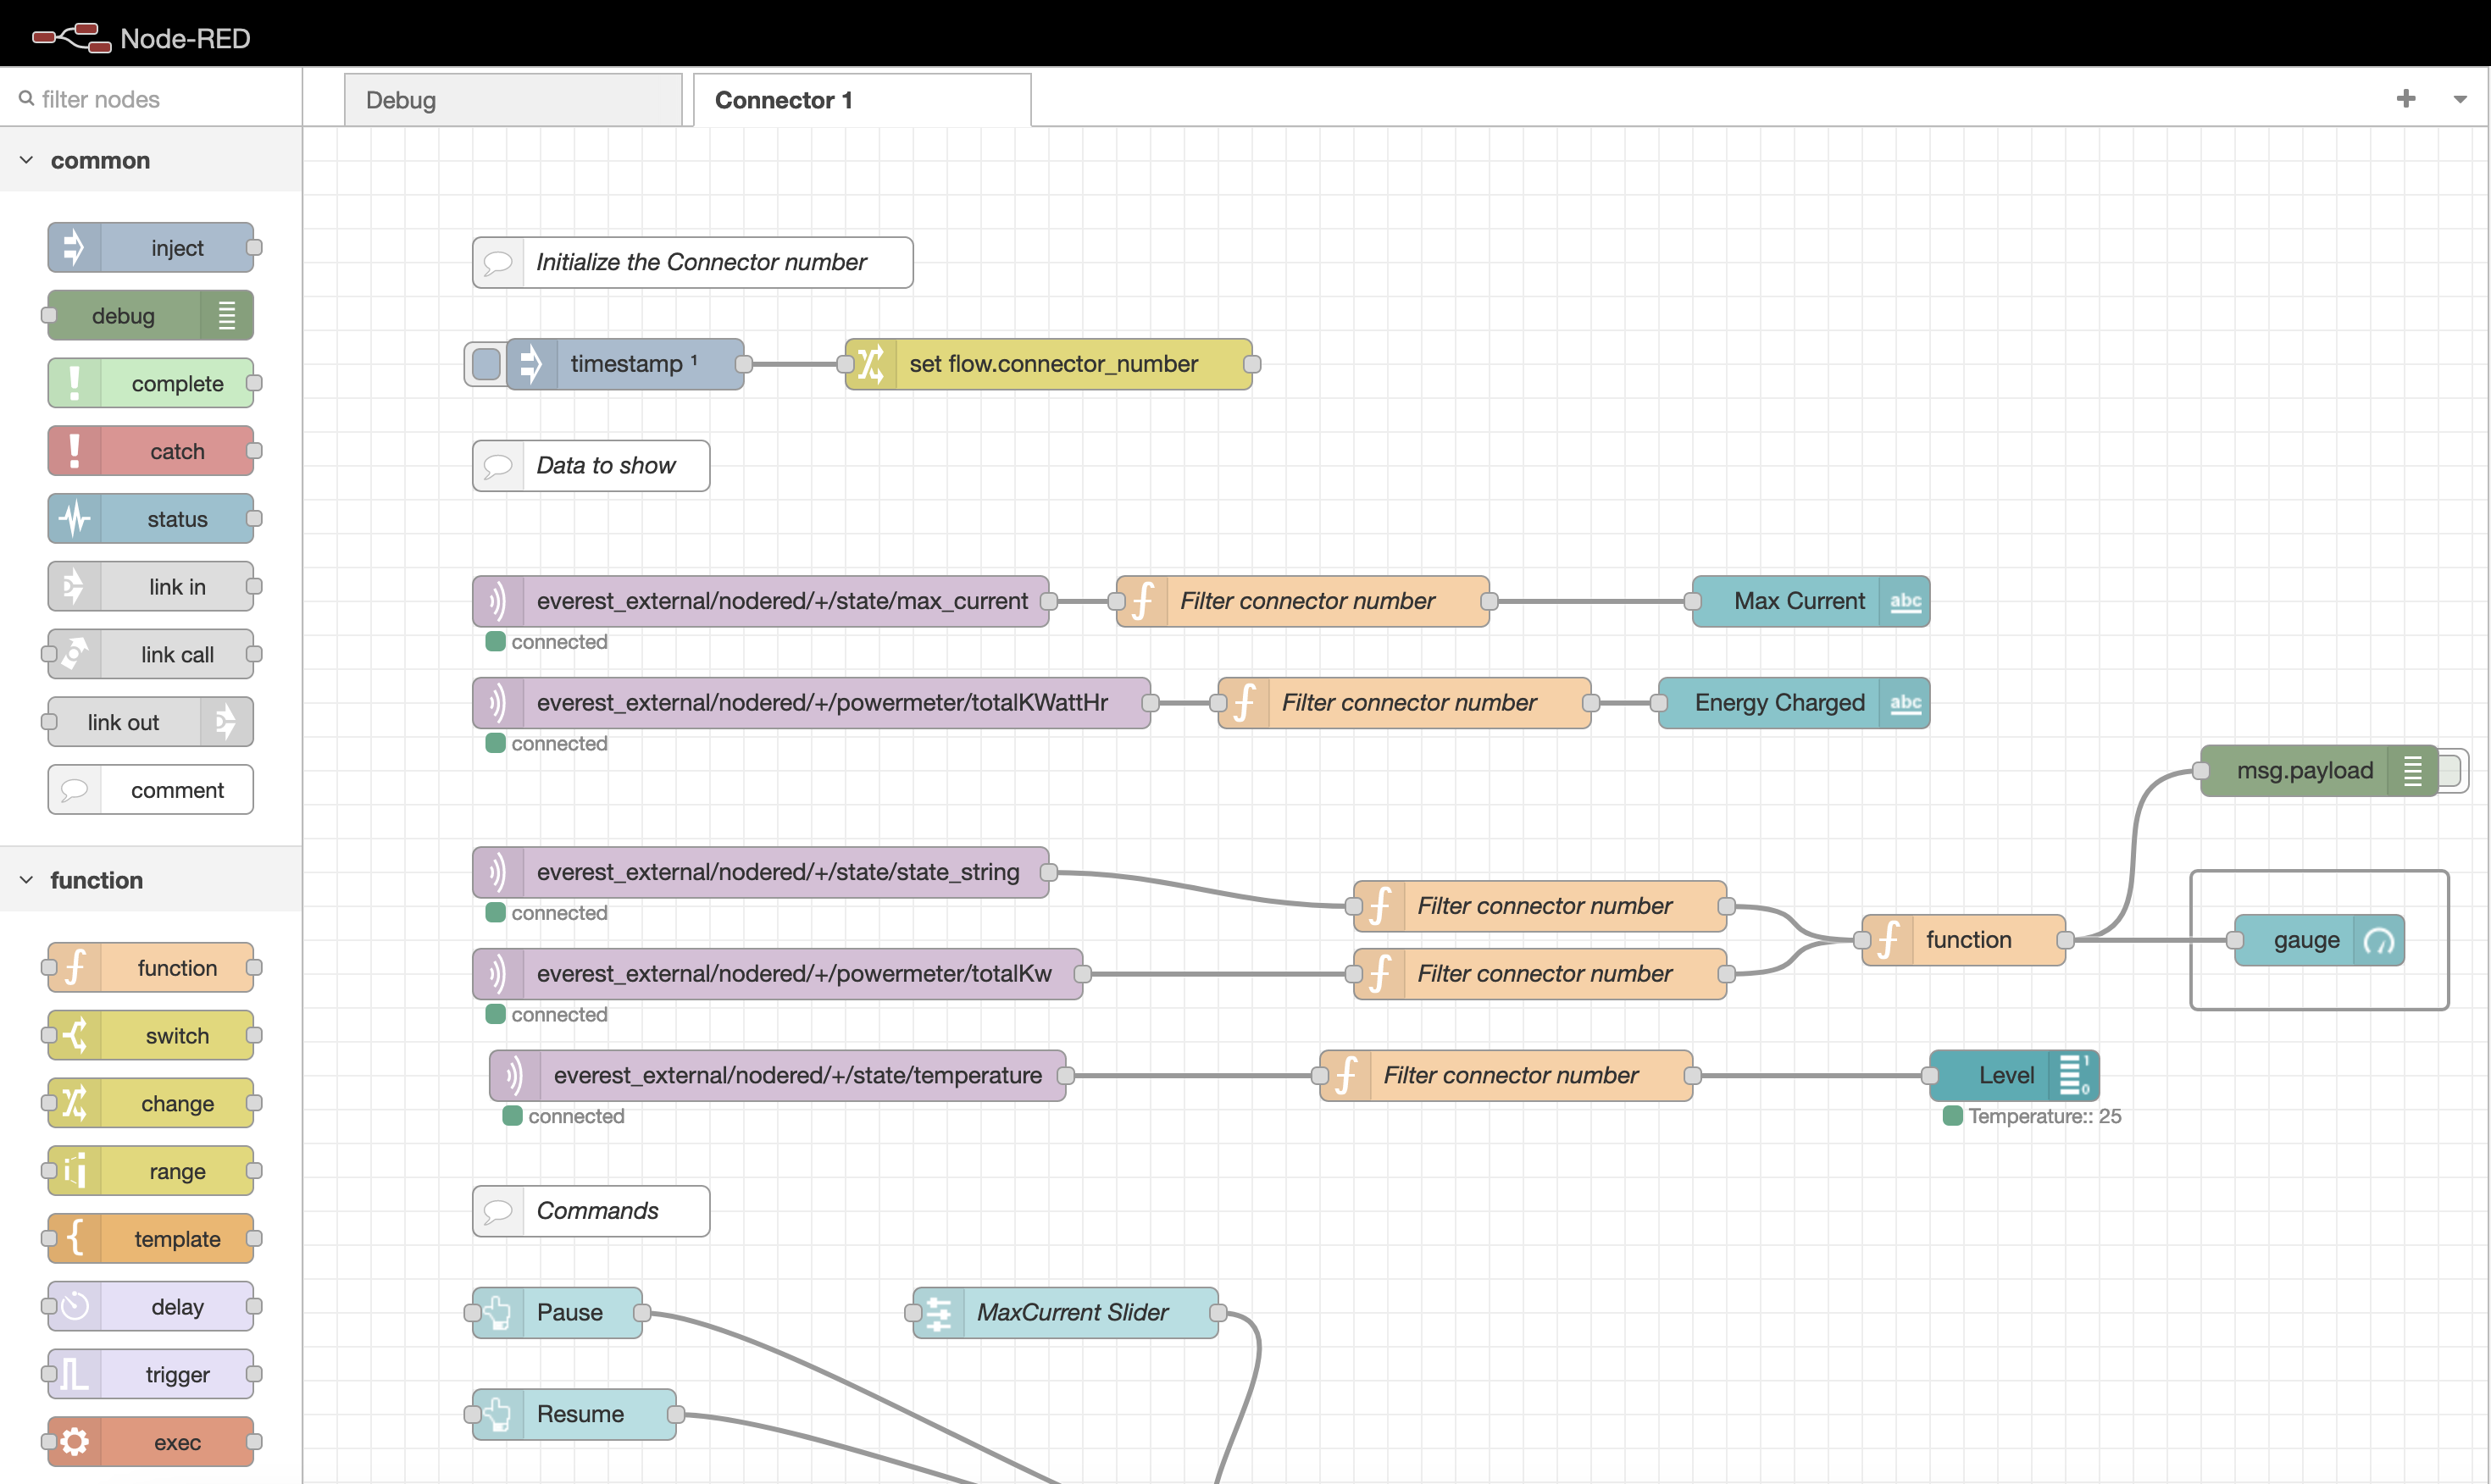 Node-RED
filter nodes
Debug
Connector 1
common
inject
debug
complete
catch
status
link in
link call
link out
comment
function
function
switch
change
range
template
delay
trigger
exec
Initialize the Connector number
timestamp ¹
set flow.connector_number
Data to show
everest_external/nodered/+/state/max_current
Filter connector number
Max Current
abc
connected
everest_external/nodered/+/powermeter/totalKWattHr
Filter connector number
Energy Charged
abc
connected
msg.payload
everest_external/nodered/+/state/state_string
Filter connector number
connected
function
gauge
everest_external/nodered/+/powermeter/totalKw
Filter connector number
connected
everest_external/nodered/+/state/temperature
Filter connector number
Level
1
0
connected
Temperature:: 25
Commands
Pause
MaxCurrent Slider
Resume